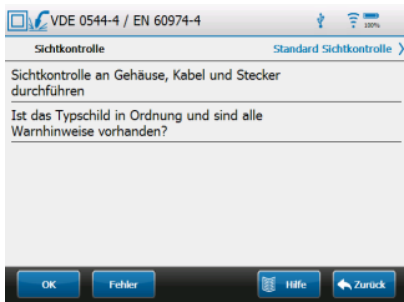 VDE 0544-4 / EN 60974-4
100%
Sichtkontrolle
Standard Sichtkontrolle
Sichtkontrolle an Gehäuse, Kabel und Stecker
durchführen
Ist das Typschild in Ordnung und sind alle
Warnhinweise vorhanden?
OK
Fehler
Hilfe
Zurück